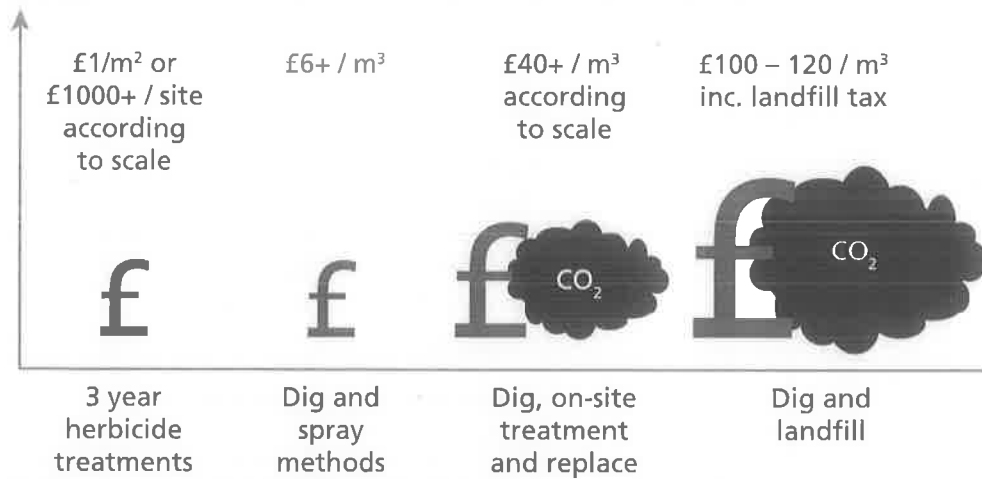 £1/m² or
£1000+ / site
according
to scale
£6+ / m³
£40+ / m³
according
to scale
£100 – 120 / m³
inc. landfill tax
£
£
£
CO₂
£
CO₂
3 year
herbicide
treatments
Dig and
spray
methods
Dig, on-site
treatment
and replace
Dig and
landfill